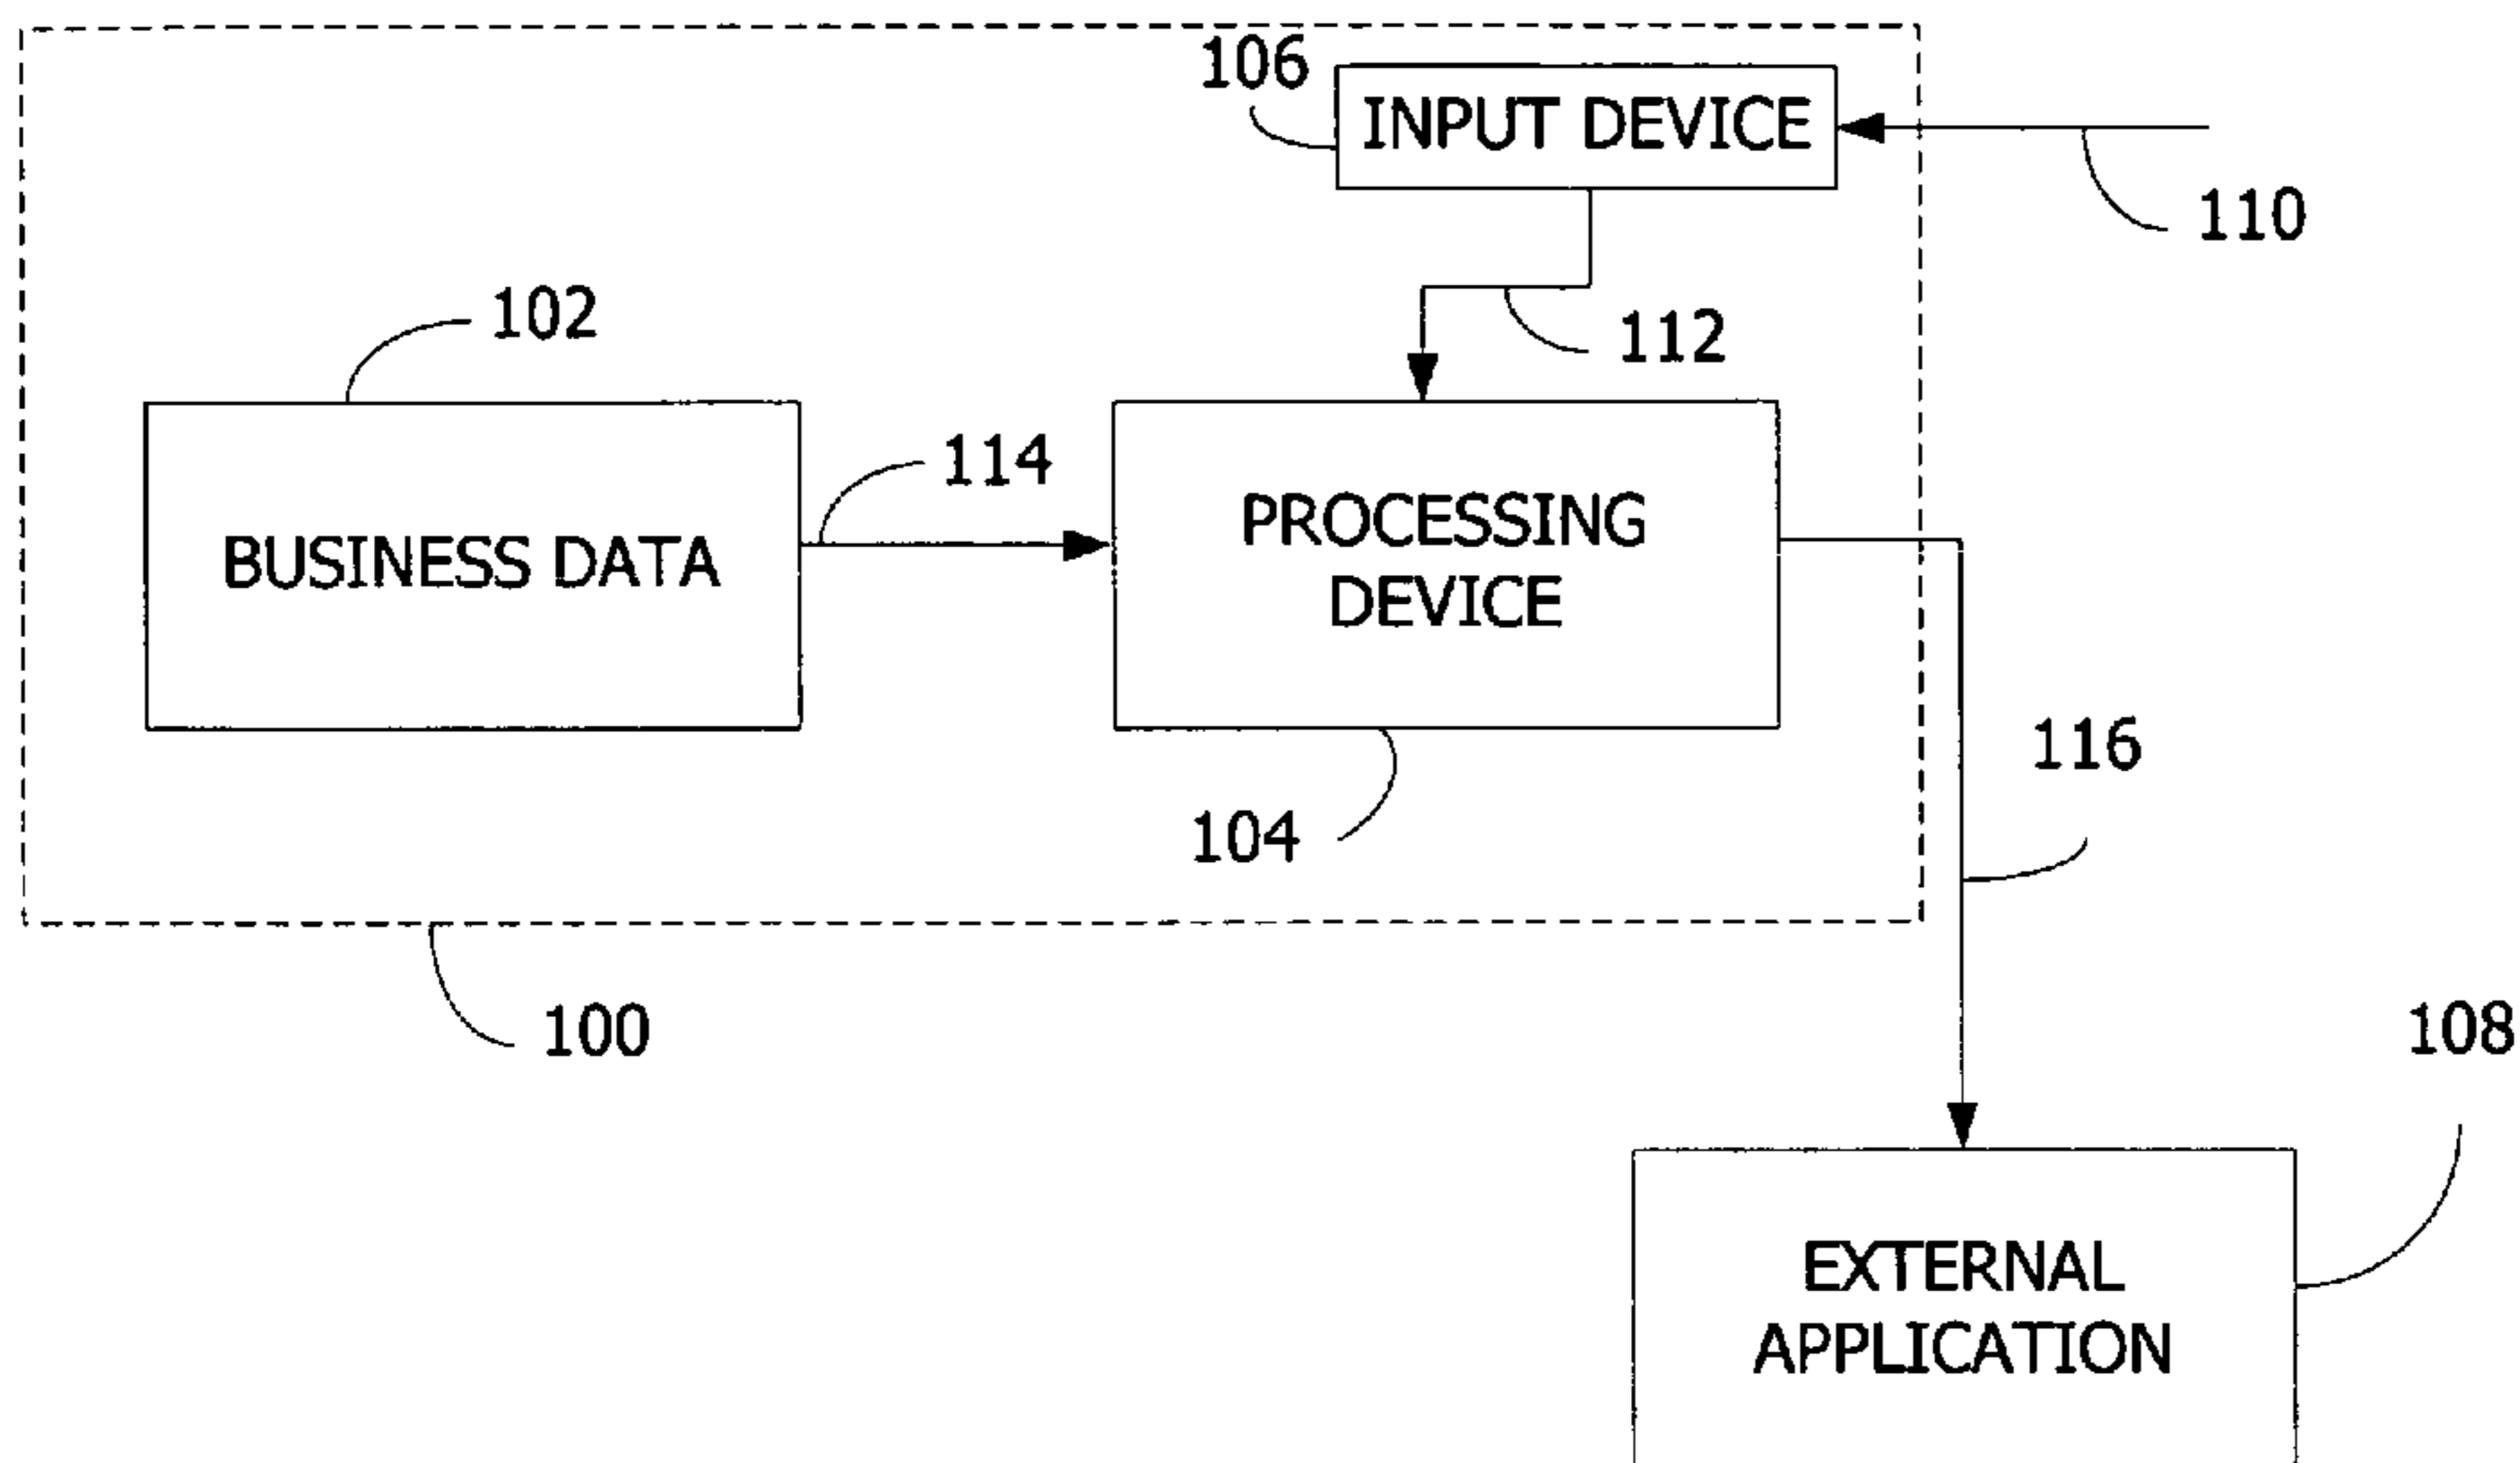 106
INPUT DEVICE
110
102
112
114
PROCESSING
DEVICE
BUSINESS DATA
116
104
100
108
EXTERNAL
APPLICATION